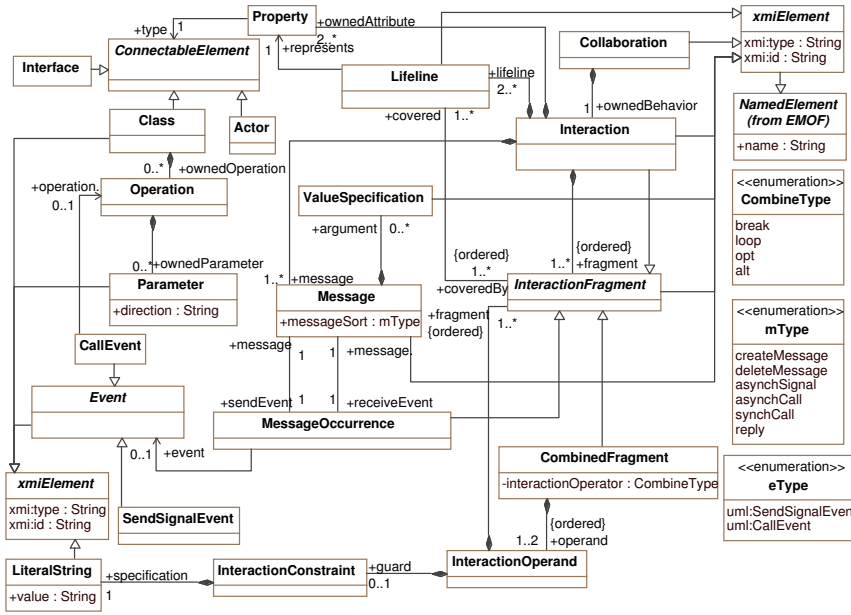 Property
+ownedAttribute
2..*
+type
1
ConnectableElement
1
+represents
Interface
Class
Actor
Lifeline
+lifeline
2..*
+covered
1..*
Collaboration
1
+ownedBehavior
Interaction
xmiElement
xmi:type : String
xmi:id : String
NamedElement
(from EMOF)
+name : String
0..*
+ownedOperation
+operation.
0..1
Operation
ValueSpecification
+argument
0..*
<<enumeration>>
CombineType
break
loop
opt
alt
0..*
+ownedParameter
Parameter
+direction : String
1..*
+message
{ordered}
1..*
+coveredBy
{ordered}
1..*
+fragment
InteractionFragment
Message
+messageSort : mType
+fragment
{ordered}
1..*
<<enumeration>>
mType
createMessage
deleteMessage
asynchSignal
asynchCall
synchCall
reply
CallEvent
+message
1
1
+message.
Event
+sendEvent
1
1
+receiveEvent
MessageOccurrence
0..1
+event
CombinedFragment
-interactionOperator : CombineType
<<enumeration>>
eType
uml:SendSignalEvent
uml:CallEvent
xmiElement
xmi:type : String
xmi:id : String
SendSignalEvent
{ordered}
1..2
+operand
LiteralString
+value : String
+specification
1
InteractionConstraint
+guard
0..1
InteractionOperand